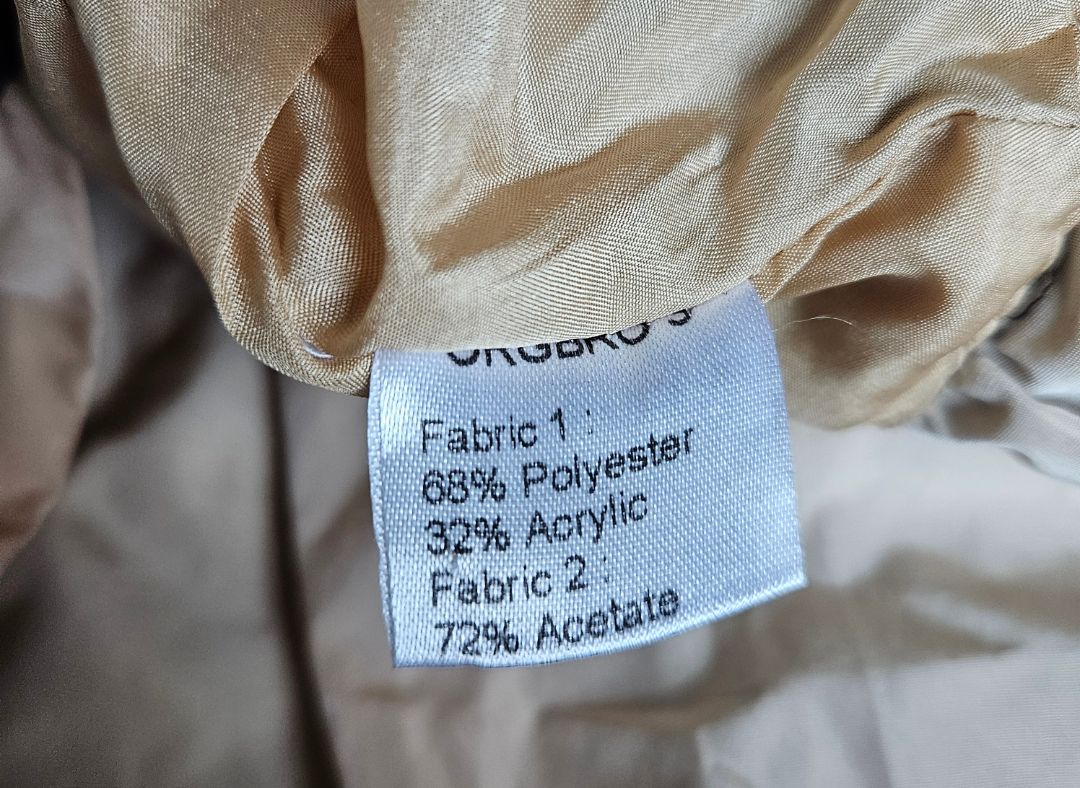 Fabric 1 :
68% Polyester
32% Acrylic
Fabric 2 :
72% Acetate